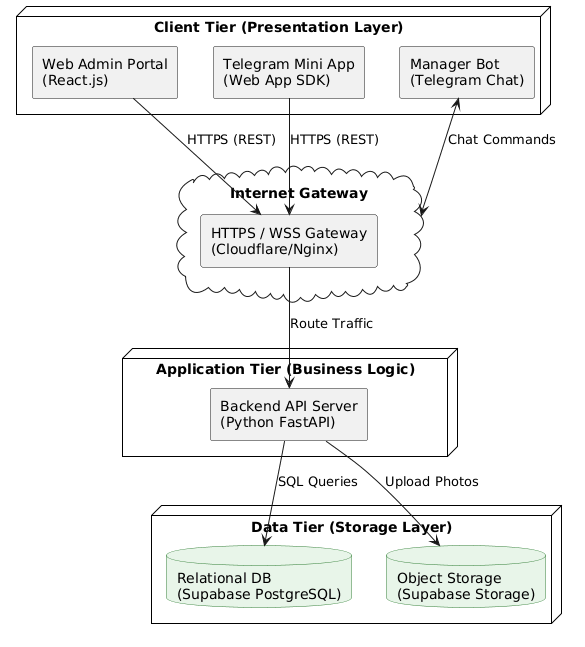 Client Tier (Presentation Layer)
Web Admin Portal
(React.js)
Telegram Mini App
(Web App SDK)
Manager Bot
(Telegram Chat)
HTTPS (REST)
HTTPS (REST)
Chat Commands
Internet Gateway
HTTPS / WSS Gateway
(Cloudflare/Nginx)
Route Traffic
Application Tier (Business Logic)
Backend API Server
(Python FastAPI)
SQL Queries
Upload Photos
Data Tier (Storage Layer)
Relational DB
(Supabase PostgreSQL)
Object Storage
(Supabase Storage)